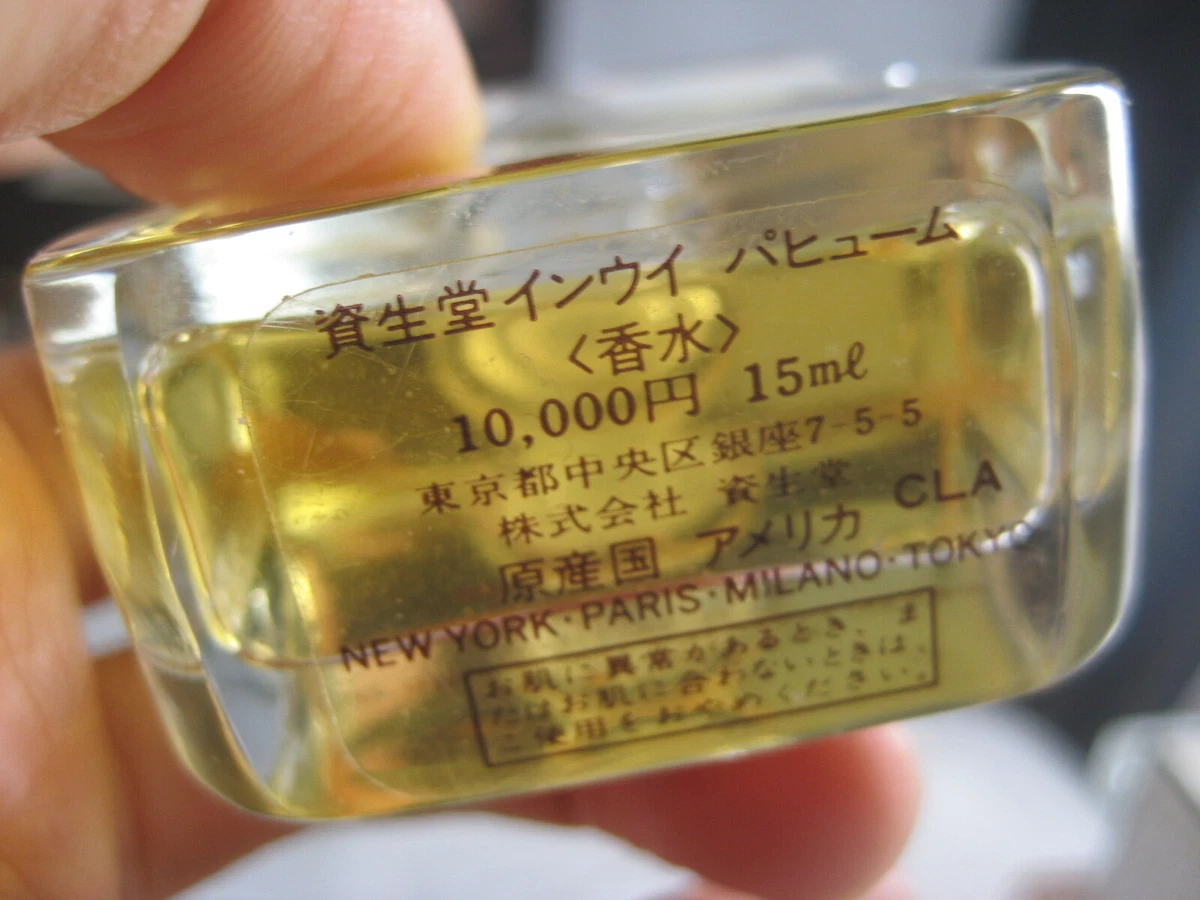 資生堂インウイ パヒューム
〈香水〉
10,000円 15ml
東京都中央区銀座7-5-5
株式会社 資生堂
原産国 アメリカ CLA
NEW YORK・PARIS・MILANO・TOKYO
お肌に異常があるとき、ま
たはお肌に合わないときは、
ご使用をおやめください。